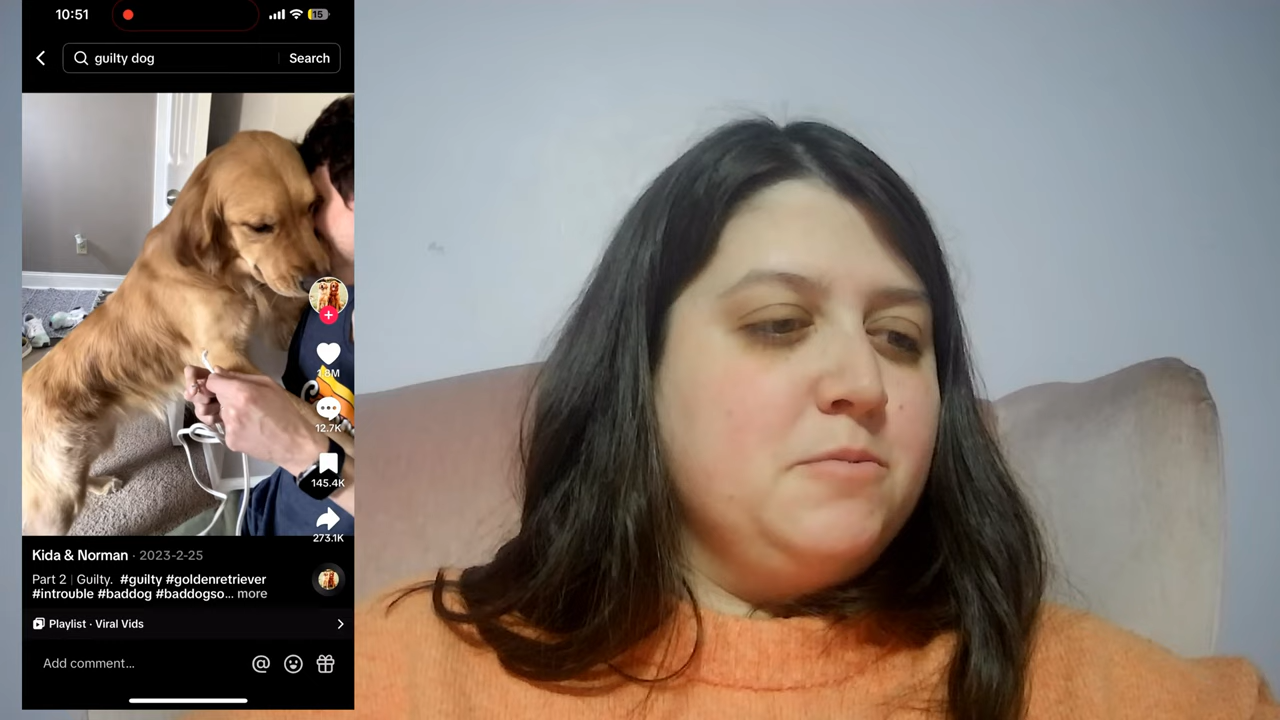 10:51
15
guilty dog
Search
1.8M
12.7K
145.4K
273.1K
Kida & Norman · 2023-2-25
Part 2 | Guilty. #guilty #goldenretriever
#introuble #baddog #baddogso... more
Playlist · Viral Vids
Add comment...